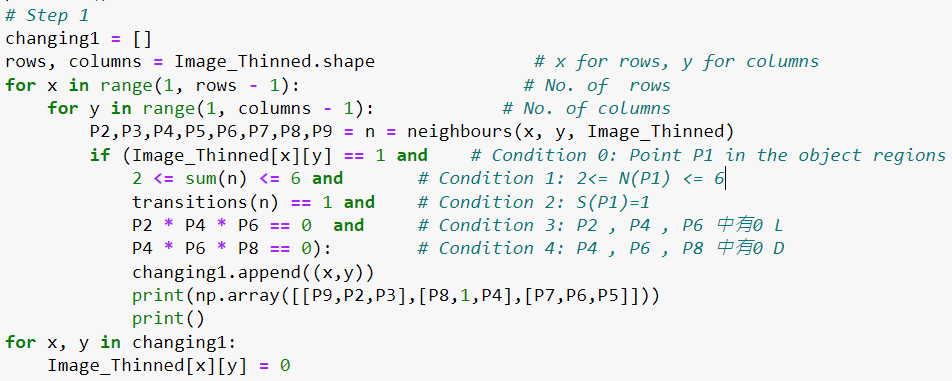 # Step 1
changing1 = []
rows, columns = Image_Thinned.shape # x for rows, y for columns
for x in range(1, rows - 1): # No. of rows
for y in range(1, columns - 1): # No. of columns
P2,P3,P4,P5,P6,P7,P8,P9 = n = neighbours(x, y, Image_Thinned)
if (Image_Thinned[x][y] == 1 and # Condition 0: Point P1 in the object regions
2 <= sum(n) <= 6 and # Condition 1: 2<= N(P1) <= 6
transitions(n) == 1 and # Condition 2: S(P1)=1
P2 * P4 * P6 == 0 and # Condition 3: P2 , P4 , P6 中有0 L
P4 * P6 * P8 == 0): # Condition 4: P4 , P6 , P8 中有0 D
changing1.append((x,y))
print(np.array([[P9,P2,P3],[P8,1,P4],[P7,P6,P5]]))
print()
for x, y in changing1:
Image_Thinned[x][y] = 0